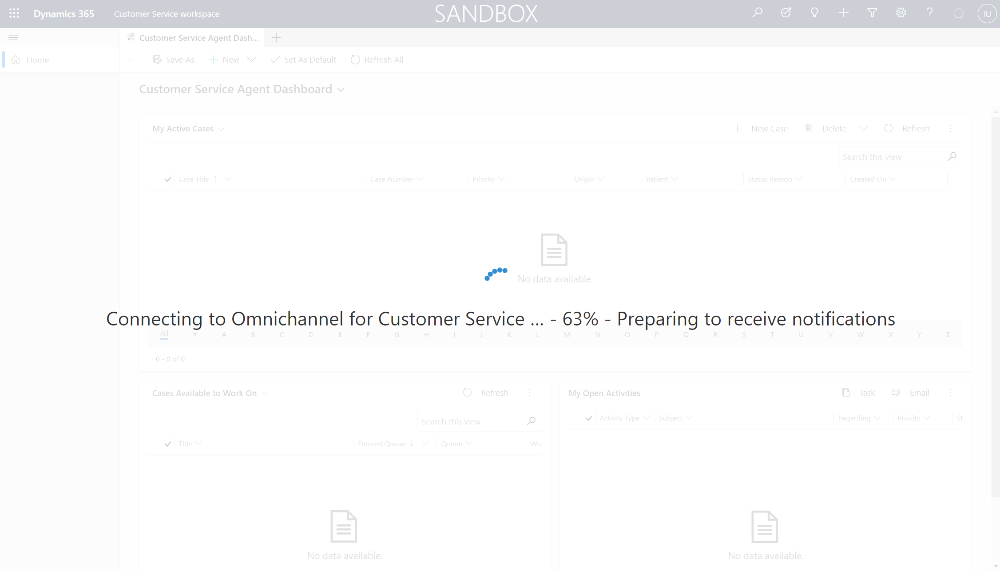 Dynamics 365 Customer Service workspace SANDBOX ? IU
Customer Service Agent Dash...
Home Save As New Set As Default Refresh All
Customer Service Agent Dashboard
My Active Cases New Case Delete Refresh
Search this view
Case Title Case Number Priority Origin Patient Status Reason Created On
No data available.
Connecting to Omnichannel for Customer Service ... - 63% - Preparing to receive notifications
All # A B C D E F G H I J K L M N O P Q R S T U V W X Y Z
0 - 0 of 0
Cases Available to Work On Refresh
Search this view
Title Entered Queue Queue Wor
No data available.
My Open Activities Task Email
Activity Type Subject Regarding Priority St
No data available.